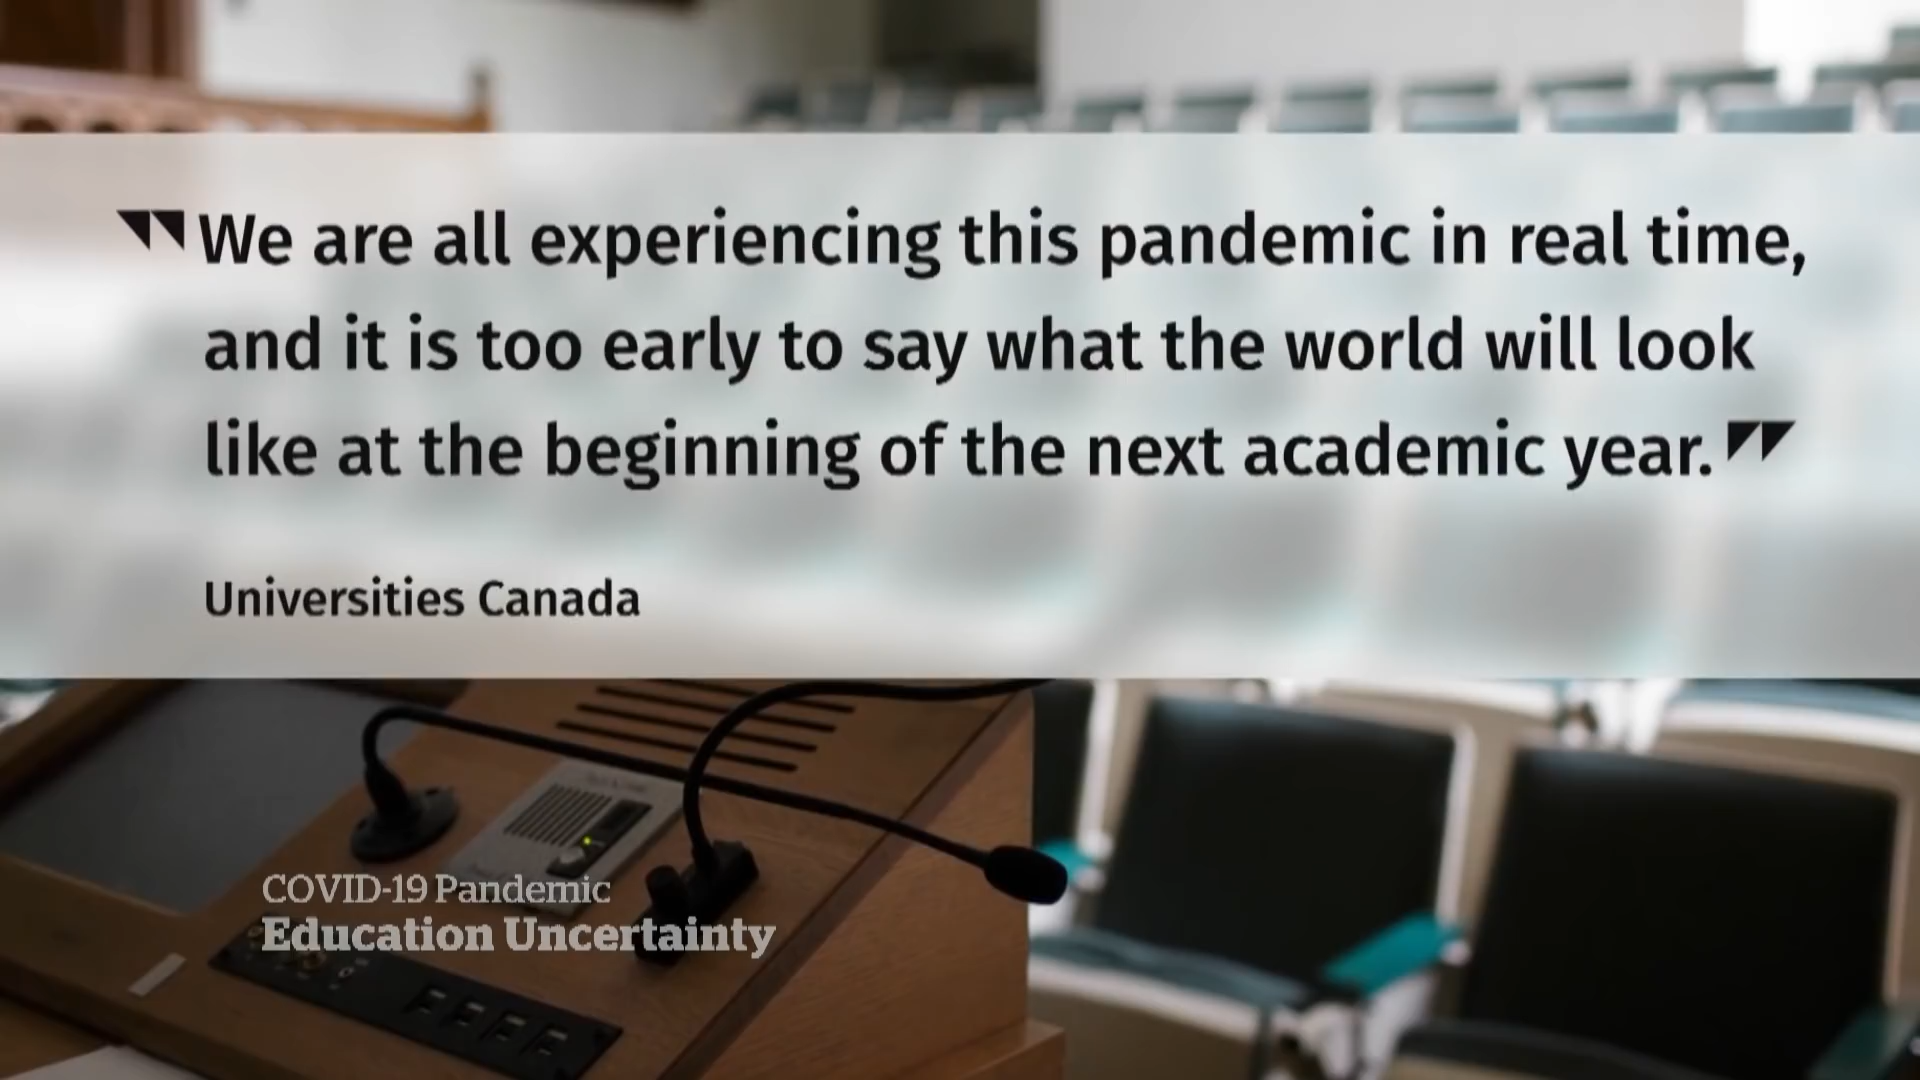 "We are all experiencing this pandemic in real time,
and it is too early to say what the world will look
like at the beginning of the next academic year."
Universities Canada
COVID-19 Pandemic
Education Uncertainty